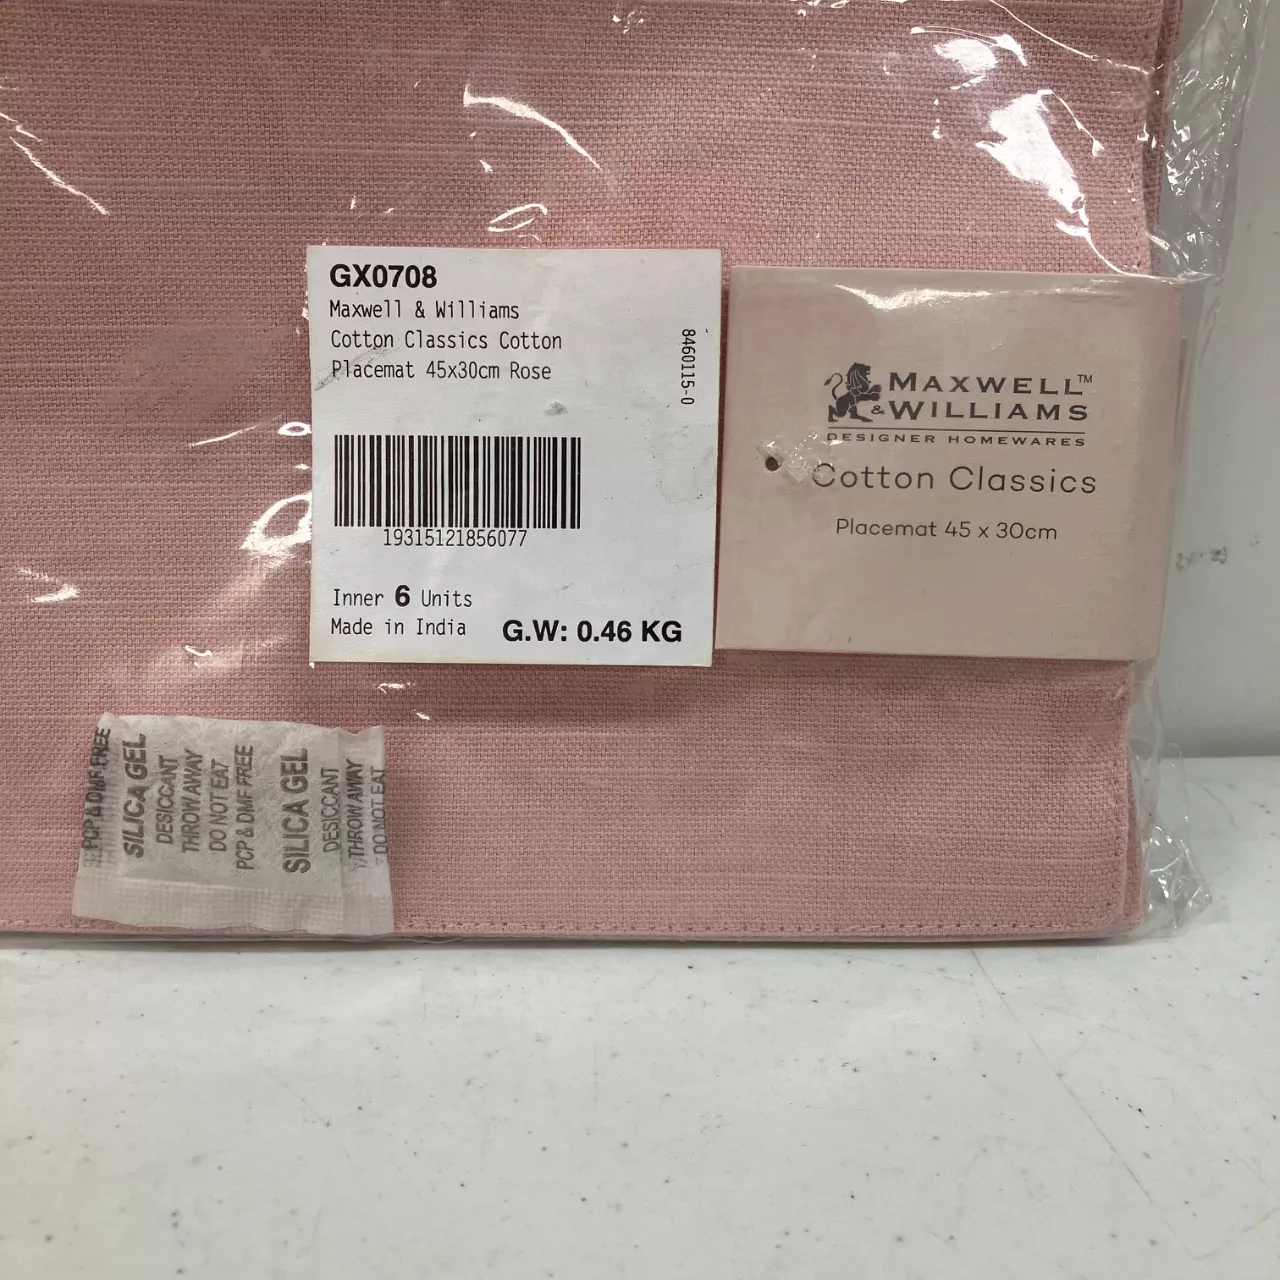 GX0708
Maxwell & Williams
Cotton Classics Cotton
Placemat 45x30cm Rose
8460115-0
19315121856077
Inner 6 Units
Made in India
G.W: 0.46 KG
MAXWELL™
&WILLIAMS
DESIGNER HOMEWARES
Cotton Classics
Placemat 45 x 30cm
PCP & DMF FREE
SILICA GEL
DESICCANT
THROW AWAY
DO NOT EAT
PCP & DMF FREE
SILICA GEL
DESICCANT
THROW AWAY
DO NOT EAT